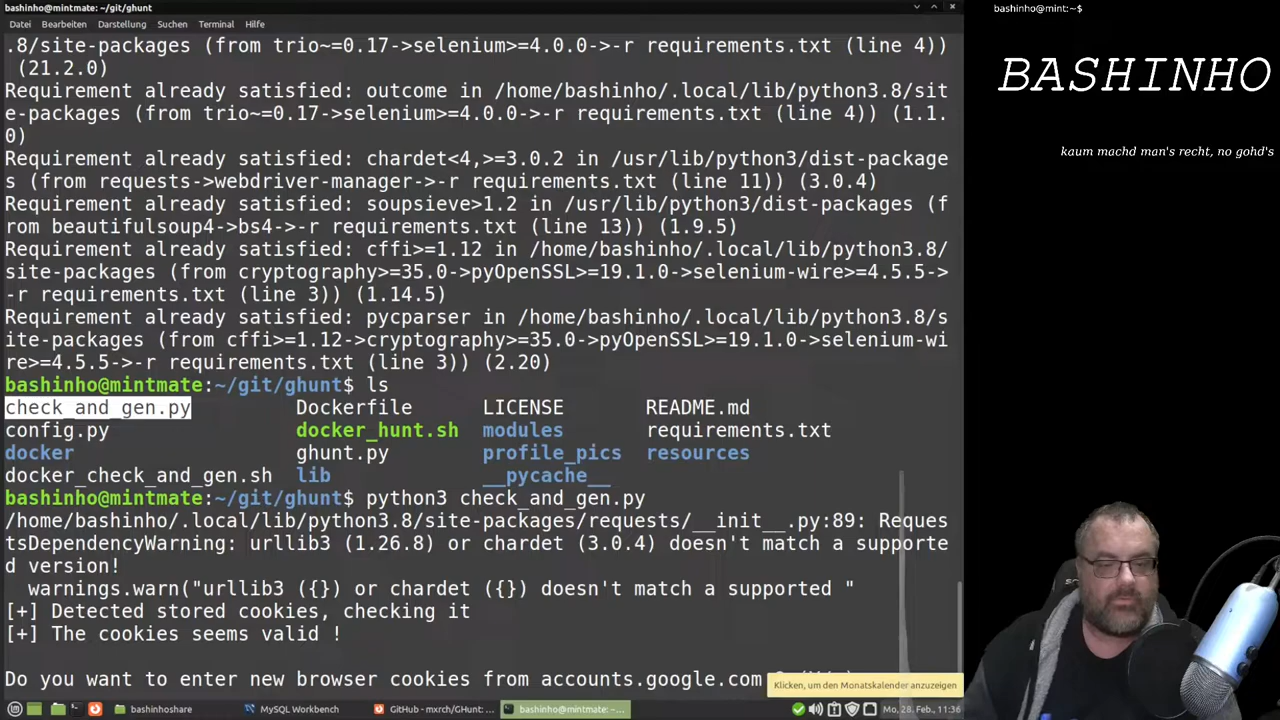 bashinho@mintmate: ~/git/ghunt
Datei Bearbeiten Darstellung Suchen Terminal Hilfe
.8/site-packages (from trio~=0.17->selenium>=4.0.0->-r requirements.txt (line 4))
(21.2.0)
Requirement already satisfied: outcome in /home/bashinho/.local/lib/python3.8/sit
e-packages (from trio~=0.17->selenium>=4.0.0->-r requirements.txt (line 4)) (1.1.
0)
Requirement already satisfied: chardet<4,>=3.0.2 in /usr/lib/python3/dist-package
s (from requests->webdriver-manager->-r requirements.txt (line 11)) (3.0.4)
Requirement already satisfied: soupsieve>1.2 in /usr/lib/python3/dist-packages (f
rom beautifulsoup4->bs4->-r requirements.txt (line 13)) (1.9.5)
Requirement already satisfied: cffi>=1.12 in /home/bashinho/.local/lib/python3.8/
site-packages (from cryptography>=35.0->pyOpenSSL>=19.1.0->selenium-wire>=4.5.5->
-r requirements.txt (line 3)) (1.14.5)
Requirement already satisfied: pycparser in /home/bashinho/.local/lib/python3.8/s
ite-packages (from cffi>=1.12->cryptography>=35.0->pyOpenSSL>=19.1.0->selenium-wi
re>=4.5.5->-r requirements.txt (line 3)) (2.20)
bashinho@mintmate:~/git/ghunt$ ls
check_and_gen.py Dockerfile LICENSE README.md
config.py docker_hunt.sh modules requirements.txt
docker ghunt.py profile_pics resources
docker_check_and_gen.sh lib __pycache__
bashinho@mintmate:~/git/ghunt$ python3 check_and_gen.py
/home/bashinho/.local/lib/python3.8/site-packages/requests/__init__.py:89: Reques
tsDependencyWarning: urllib3 (1.26.8) or chardet (3.0.4) doesn't match a supporte
d version!
warnings.warn("urllib3 ({}) or chardet ({}) doesn't match a supported "
[+] Detected stored cookies, checking it
[+] The cookies seems valid !
Do you want to enter new browser cookies from accounts.google.com
Klicken, um den Monatskalender anzuzeigen
bashinhoshare MySQL Workbench GitHub - mxrch/GHunt: ... bashinho@mintmate: ~... Mo, 28. Feb., 11:36
bashinho@mint:~$
BASHINHO
kaum machd man's recht, no gohd's